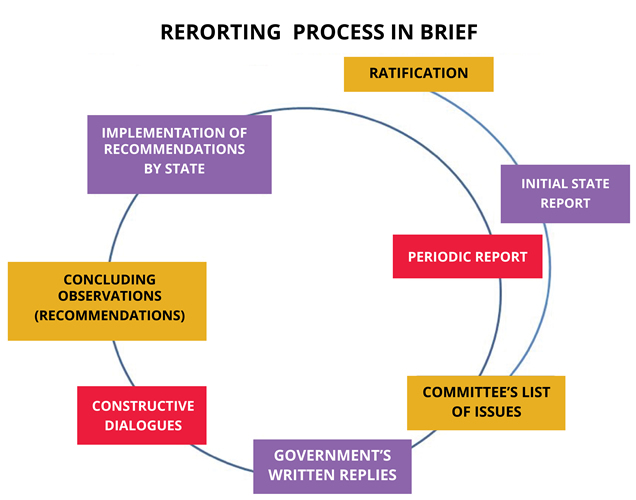 RERORTING PROCESS IN BRIEF
RATIFICATION
IMPLEMENTATION OF
RECOMMENDATIONS
BY STATE
INITIAL STATE
REPORT
PERIODIC REPORT
CONCLUDING
OBSERVATIONS
(RECOMMENDATIONS)
COMMITTEE'S LIST
OF ISSUES
CONSTRUCTIVE
DIALOGUES
GOVERNMENT'S
WRITTEN REPLIES